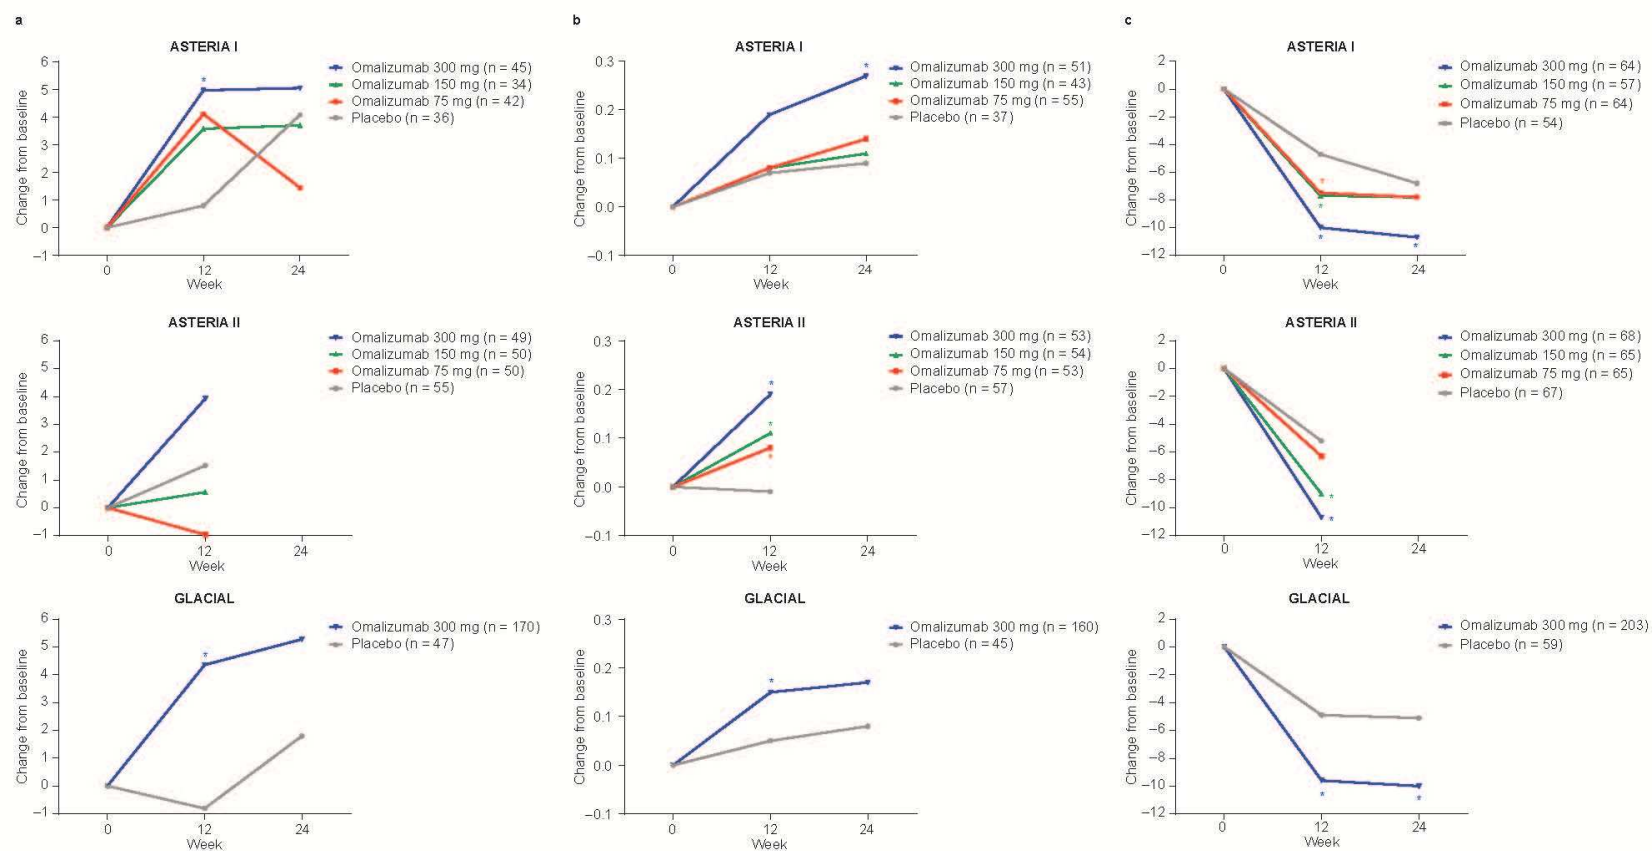 a
ASTERIA I
Change from baseline
6
5
4
3
2
1
0
–1
0
12
24
Week
Omalizumab 300 mg (n = 45)
Omalizumab 150 mg (n = 34)
Omalizumab 75 mg (n = 42)
Placebo (n = 36)
b
ASTERIA I
Change from baseline
0.3
0.2
0.1
0.0
–0.1
0
12
24
Week
Omalizumab 300 mg (n = 51)
Omalizumab 150 mg (n = 43)
Omalizumab 75 mg (n = 55)
Placebo (n = 37)
c
ASTERIA I
Change from baseline
2
0
–2
–4
–6
–8
–10
–12
0
12
24
Week
Omalizumab 300 mg (n = 64)
Omalizumab 150 mg (n = 57)
Omalizumab 75 mg (n = 64)
Placebo (n = 54)
ASTERIA II
Change from baseline
6
5
4
3
2
1
0
–1
0
12
24
Week
Omalizumab 300 mg (n = 49)
Omalizumab 150 mg (n = 50)
Omalizumab 75 mg (n = 50)
Placebo (n = 55)
ASTERIA II
Change from baseline
0.3
0.2
0.1
0.0
–0.1
0
12
24
Week
Omalizumab 300 mg (n = 53)
Omalizumab 150 mg (n = 54)
Omalizumab 75 mg (n = 53)
Placebo (n = 57)
ASTERIA II
Change from baseline
2
0
–2
–4
–6
–8
–10
–12
0
12
24
Week
Omalizumab 300 mg (n = 68)
Omalizumab 150 mg (n = 65)
Omalizumab 75 mg (n = 65)
Placebo (n = 67)
GLACIAL
Change from baseline
6
5
4
3
2
1
0
–1
0
12
24
Week
Omalizumab 300 mg (n = 170)
Placebo (n = 47)
GLACIAL
Change from baseline
0.3
0.2
0.1
0.0
–0.1
0
12
24
Week
Omalizumab 300 mg (n = 160)
Placebo (n = 45)
GLACIAL
Change from baseline
2
0
–2
–4
–6
–8
–10
–12
0
12
24
Week
Omalizumab 300 mg (n = 203)
Placebo (n = 59)